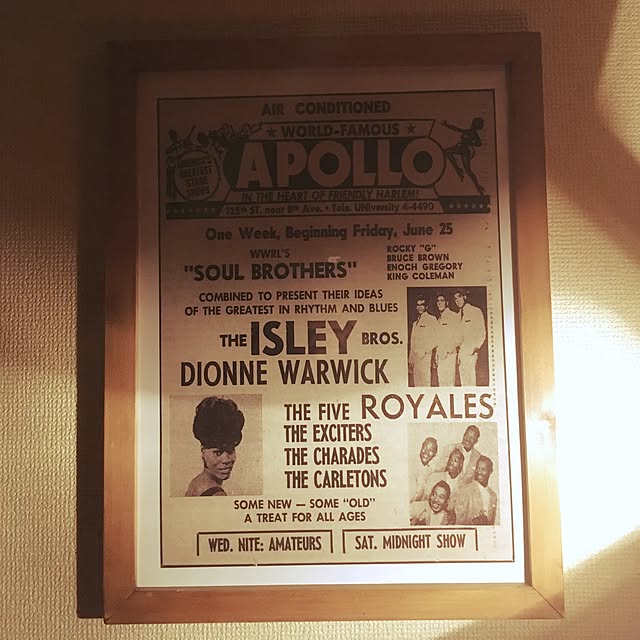 AIR CONDITIONED
★ WORLD-FAMOUS ★
AMERICA'S GREATEST STAGE SHOWS
APOLLO
IN THE HEART OF FRIENDLY HARLEM!
125th ST. near 8th Ave. • Tele. UNiversity 4-4490
One Week, Beginning Friday, June 25
WWRL'S
"SOUL BROTHERS"
ROCKY "G"
BRUCE BROWN
ENOCH GREGORY
KING COLEMAN
COMBINED TO PRESENT THEIR IDEAS
OF THE GREATEST IN RHYTHM AND BLUES
THE ISLEY BROS.
DIONNE WARWICK
THE FIVE ROYALES
THE EXCITERS
THE CHARADES
THE CARLETONS
SOME NEW — SOME "OLD"
A TREAT FOR ALL AGES
WED. NITE: AMATEURS
SAT. MIDNIGHT SHOW